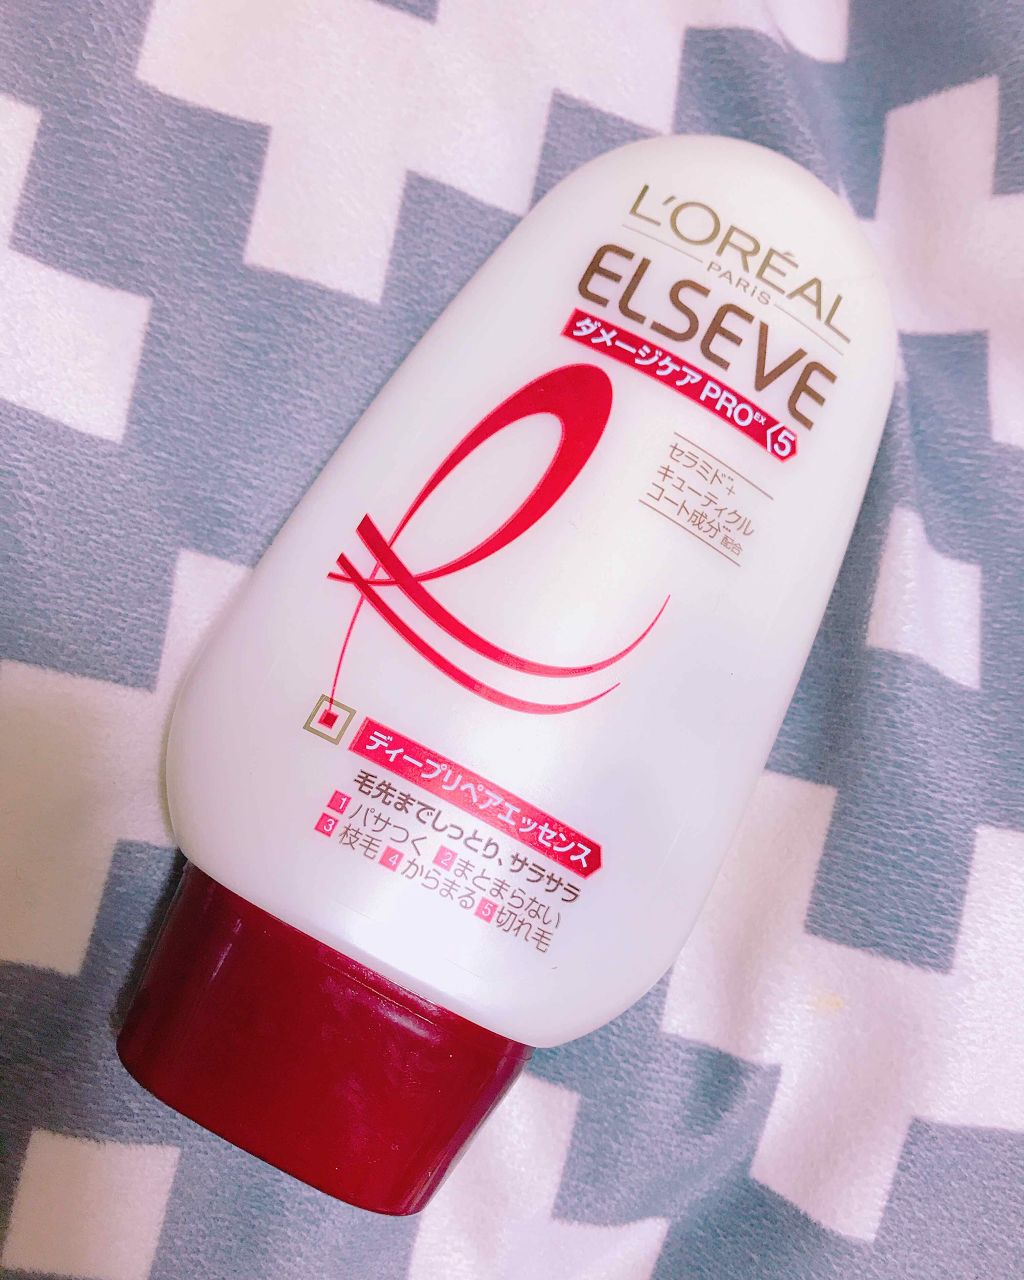 L'ORÉAL
PARIS
ELSEVE
ダメージケア PRO EX 〈5
セラミド※+
キューティクル
コート成分※※配合
ディープリペアエッセンス
毛先までしっとり、サラサラ
1 パサつく 2 まとまらない
3 枝毛 4 からまる 5 切れ毛